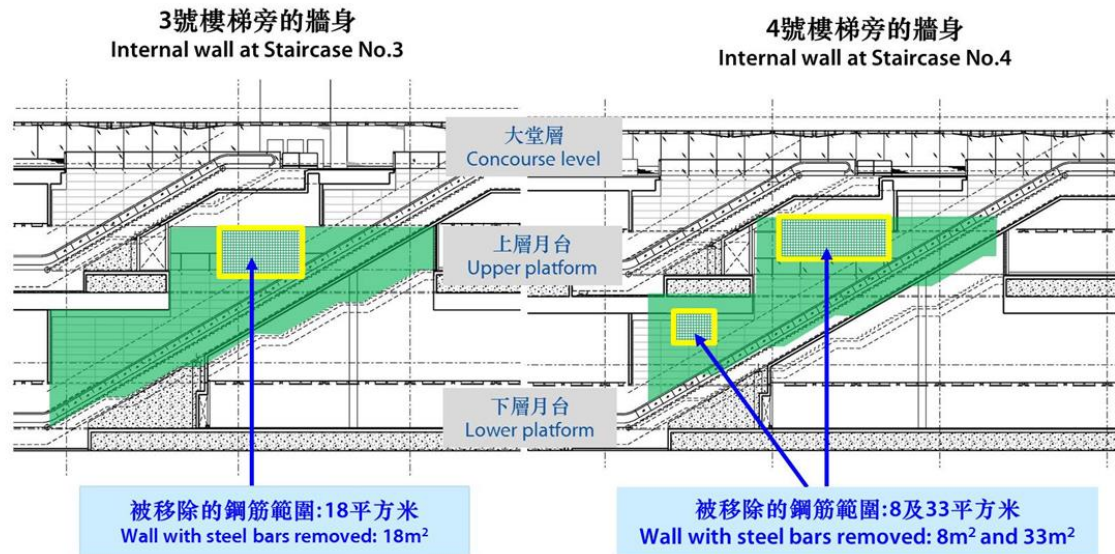 3號樓梯旁的牆身
Internal wall at Staircase No.3
4號樓梯旁的牆身
Internal wall at Staircase No.4
大堂層
Concourse level
上層月台
Upper platform
下層月台
Lower platform
被移除的鋼筋範圍:18平方米
Wall with steel bars removed: 18m²
被移除的鋼筋範圍:8及33平方米
Wall with steel bars removed: 8m² and 33m²